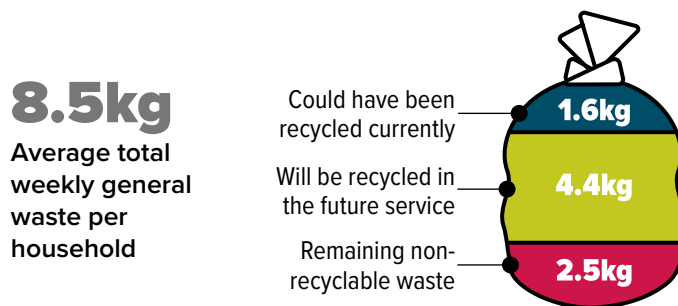 8.5kg
Average total
weekly general
waste per
household
Could have been
recycled currently
1.6kg
Will be recycled in
the future service
4.4kg
Remaining non-
recyclable waste
2.5kg